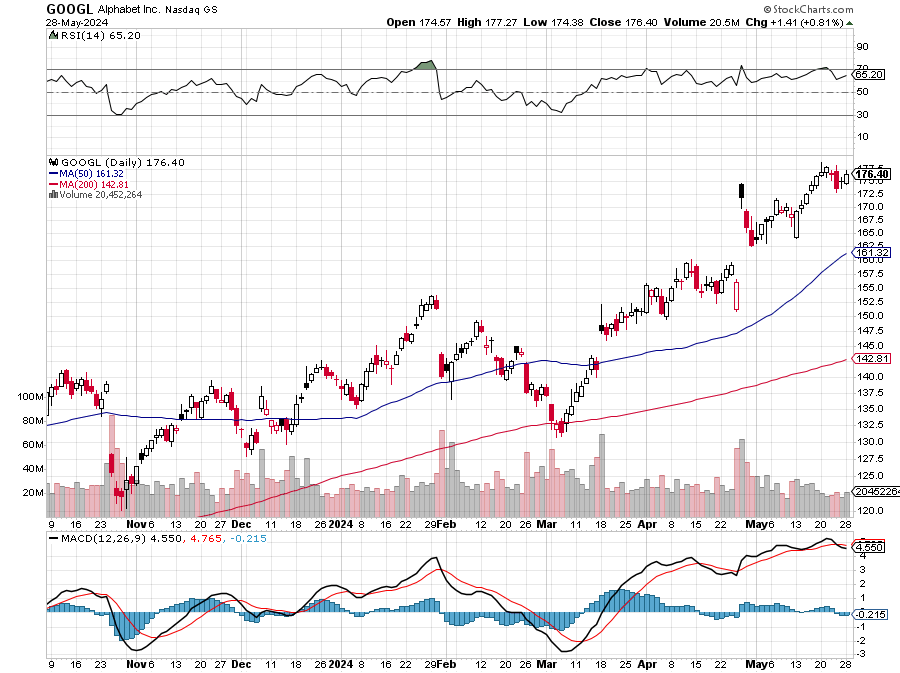 GOOGL Alphabet Inc. Nasdaq GS © StockCharts.com
28-May-2024 Open 174.57 High 177.27 Low 174.38 Close 176.40 Volume 20.5M Chg +1.41 (+0.81%)
RSI(14) 65.20
90
70
65.20
50
30
10
GOOGL (Daily) 176.40
MA(50) 161.32
MA(200) 142.81
Volume 20,452,264
177.5
176.40
175.0
172.5
170.0
167.5
165.0
162.5
161.32
160.0
157.5
155.0
152.5
150.0
147.5
145.0
142.81
140.0
137.5
135.0
132.5
130.0
127.5
125.0
20452264
120.0
100M
80M
60M
40M
20M
9 16 23 Nov 6 13 20 27 Dec 11 18 26 2024 8 16 22 29 Feb 12 20 26 Mar 11 18 25 Apr 8 15 22 May 6 13 20 28
MACD(12,26,9) 4.550, 4.765, -0.215
4.550
4
3
2
1
-0.215
-1
-2
-3
9 16 23 Nov 6 13 20 27 Dec 11 18 26 2024 8 16 22 29 Feb 12 20 26 Mar 11 18 25 Apr 8 15 22 May 6 13 20 28